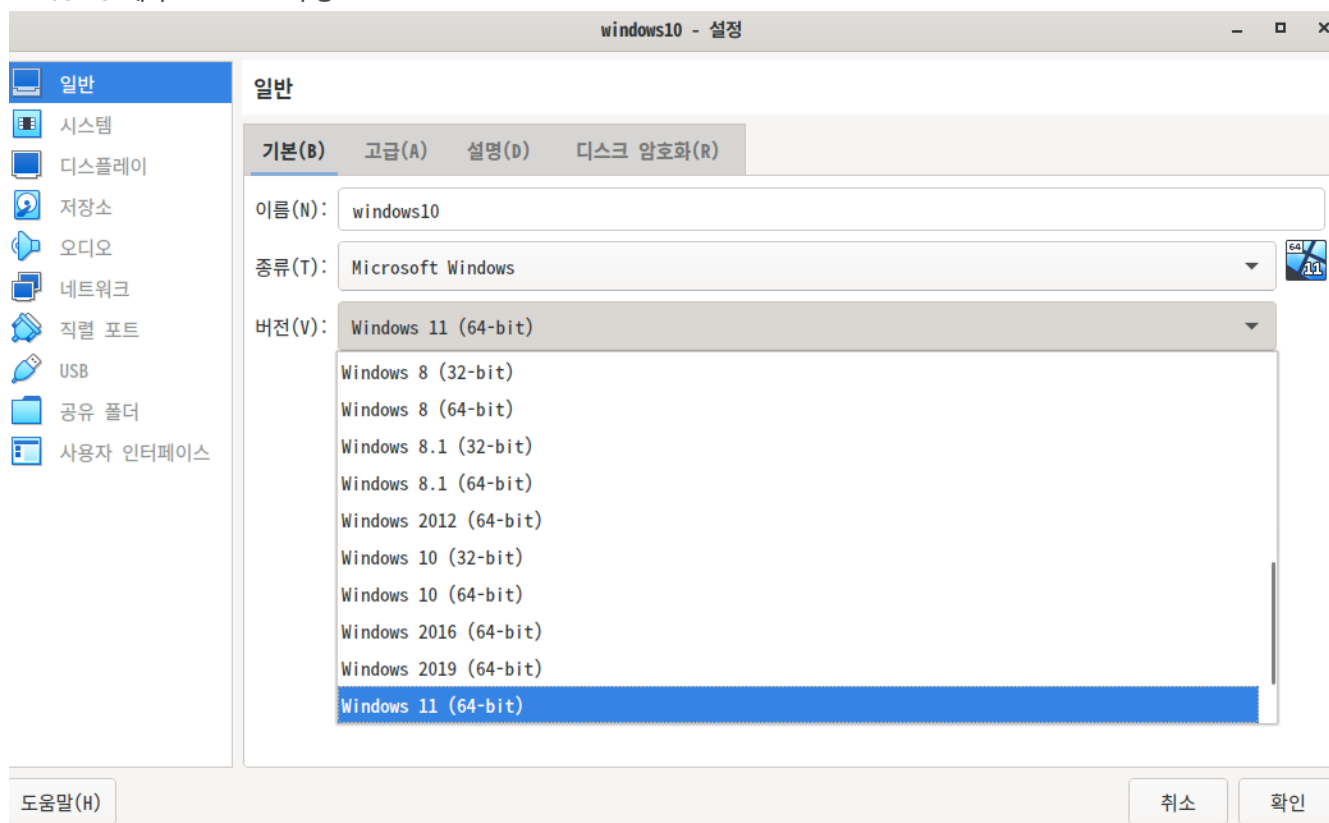 windows10 - 설정
일반
시스템
디스플레이
저장소
오디오
네트워크
직렬 포트
USB
공유 폴더
사용자 인터페이스
일반
기본(B) 고급(A) 설명(D) 디스크 암호화(R)
이름(N): windows10
종류(T): Microsoft Windows
64
11
버전(V): Windows 11 (64-bit)
Windows 8 (32-bit)
Windows 8 (64-bit)
Windows 8.1 (32-bit)
Windows 8.1 (64-bit)
Windows 2012 (64-bit)
Windows 10 (32-bit)
Windows 10 (64-bit)
Windows 2016 (64-bit)
Windows 2019 (64-bit)
Windows 11 (64-bit)
도움말(H) 취소 확인